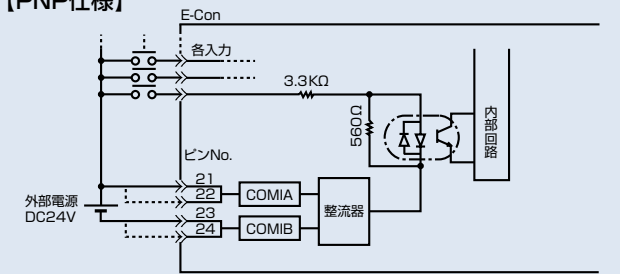 【PNP仕様】
E-Con
各入力
3.3KΩ
560Ω
内部回路
ピンNo.
21
22
23
24
外部電源
DC24V
COMIA
COMIB
整流器